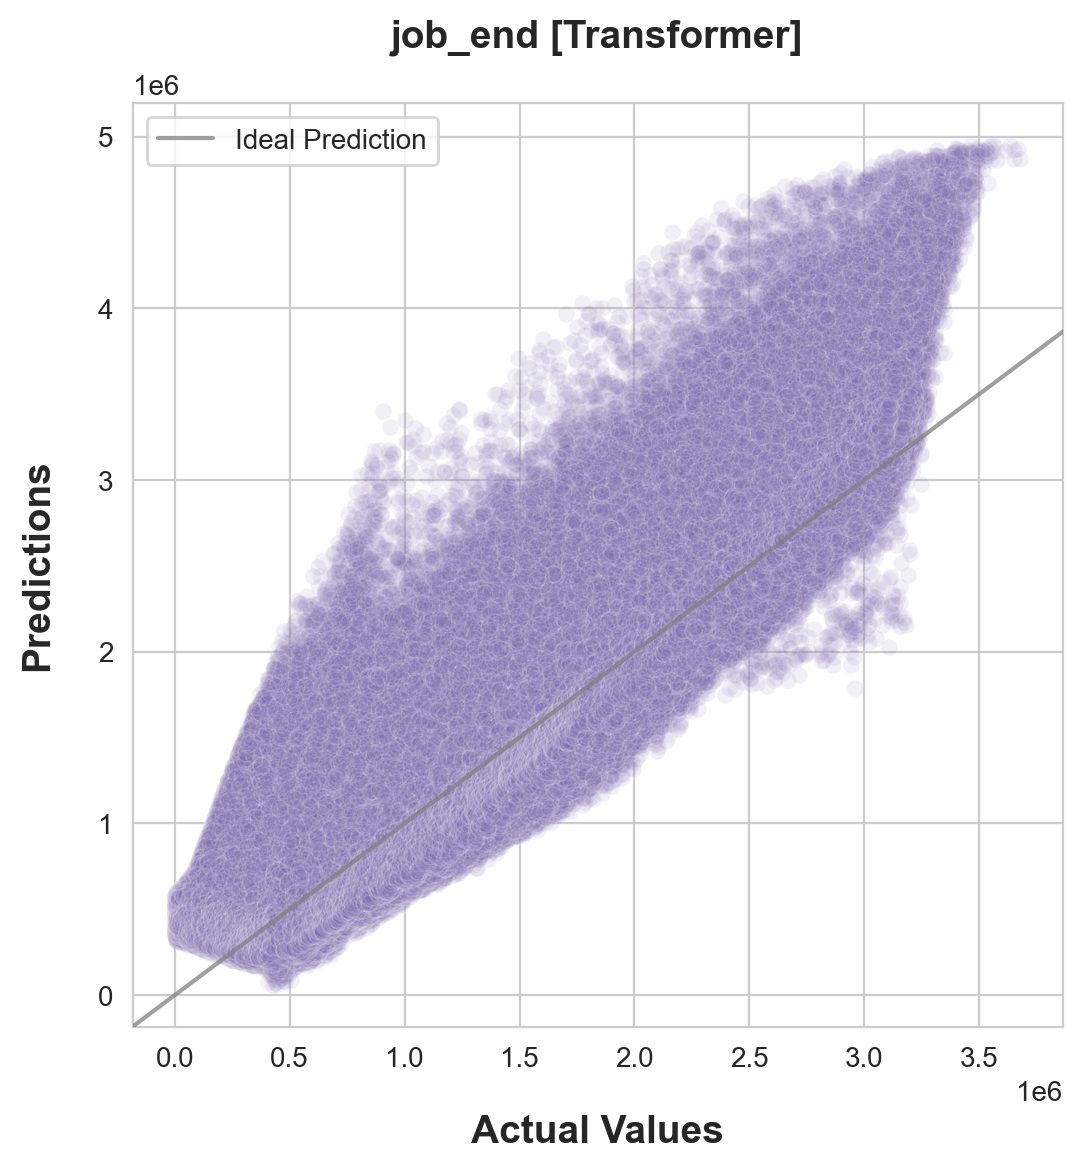 job_end [Transformer]
1e6
Ideal Prediction
5
4
3
2
1
0
Predictions
0.0 0.5 1.0 1.5 2.0 2.5 3.0 3.5
1e6
Actual Values